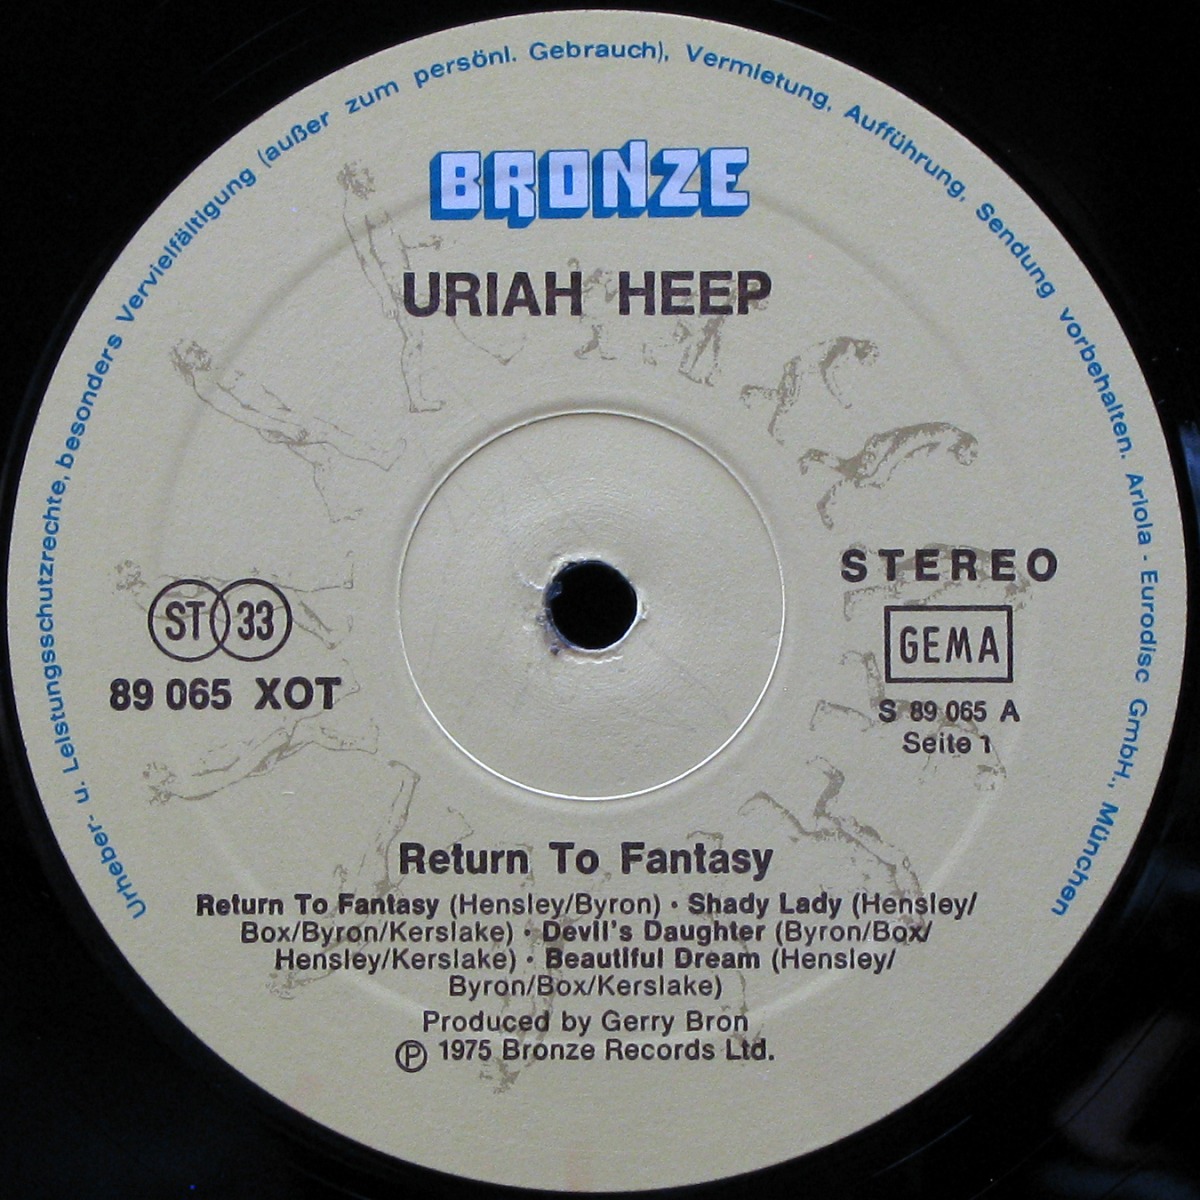 Urheber- u. Leistungsschutzrechte, besonders Vervielfältigung (außer zum persönl. Gebrauch), Vermietung, Aufführung, Sendung vorbehalten. Ariola - Eurodisc GmbH., München
BRONZE
URIAH HEEP
ST 33
89 065 XOT
STEREO
GEMA
S 89 065 A
Seite 1
Return To Fantasy
Return To Fantasy (Hensley/Byron) · Shady Lady (Hensley/
Box/Byron/Kerslake) · Devil's Daughter (Byron/Box/
Hensley/Kerslake) · Beautiful Dream (Hensley/
Byron/Box/Kerslake)
Produced by Gerry Bron
℗ 1975 Bronze Records Ltd.